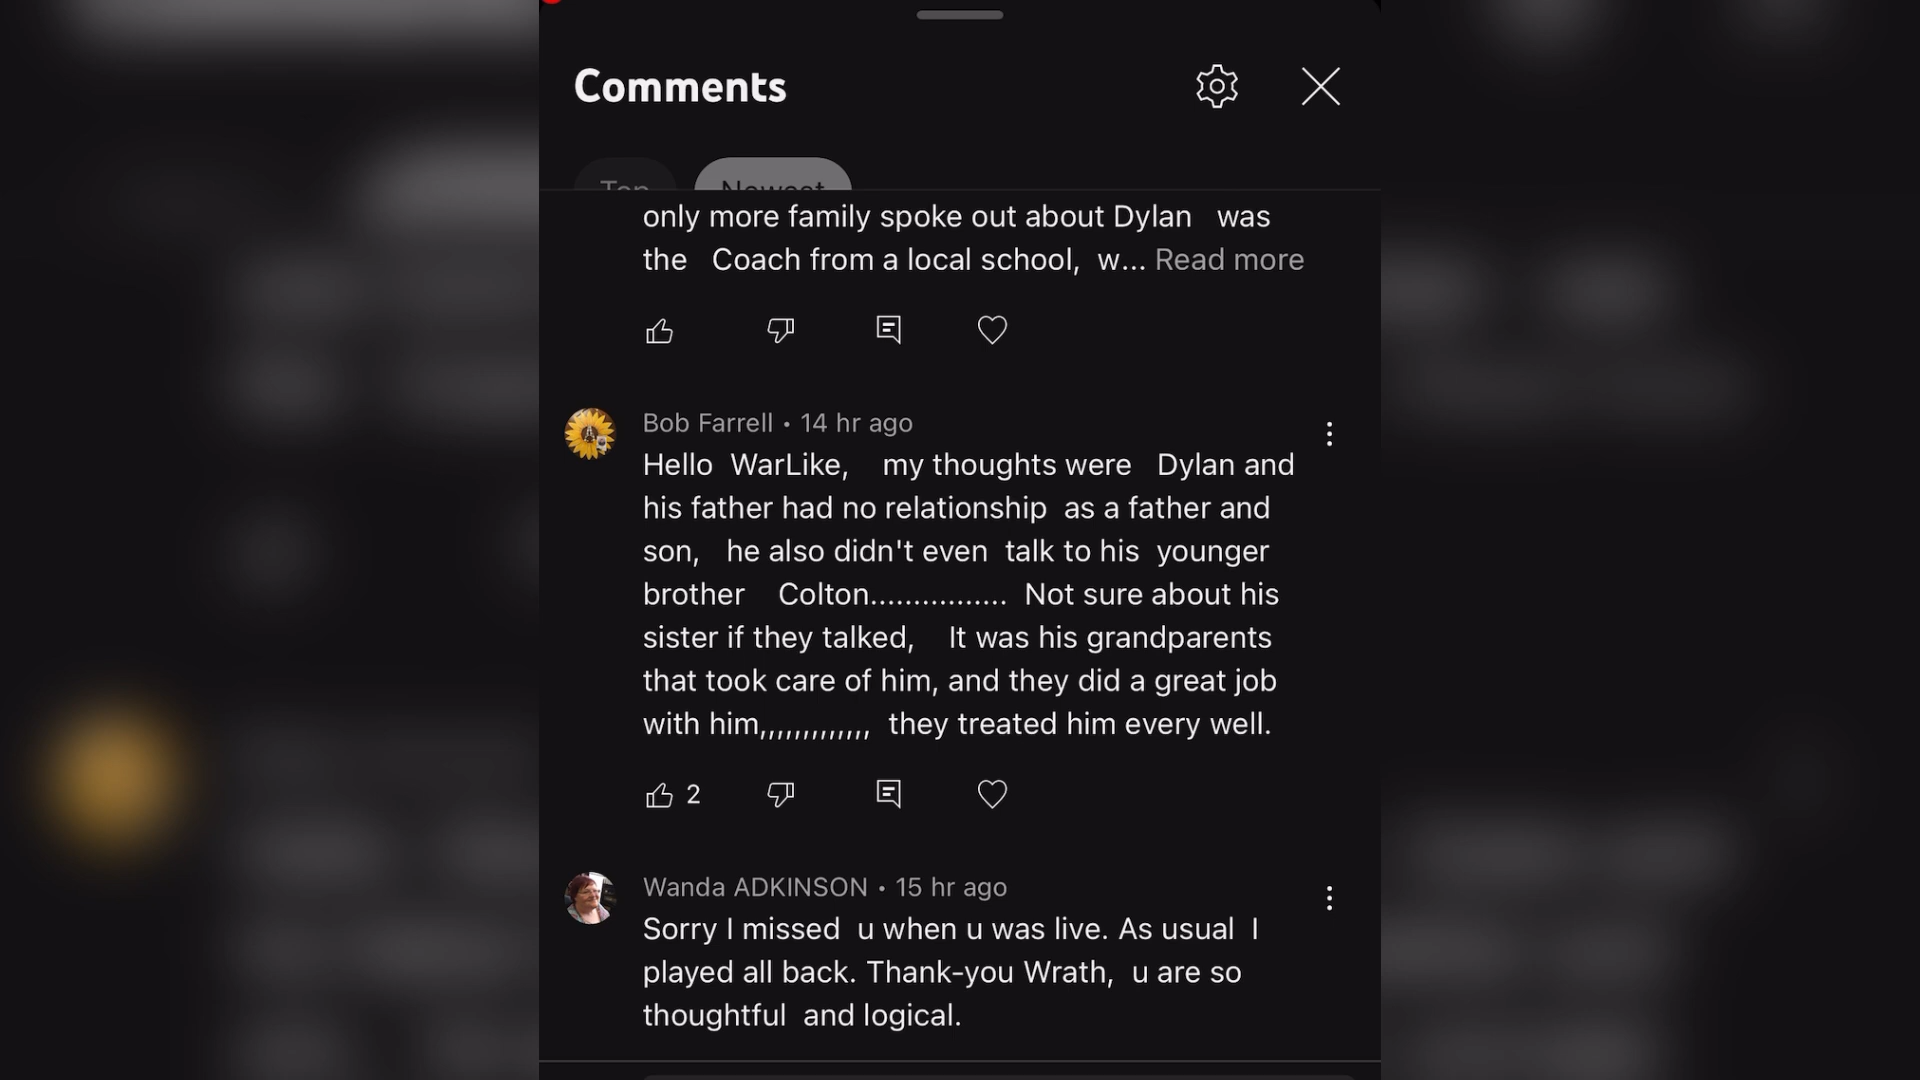 Comments
Top Newest
only more family spoke out about Dylan was
the Coach from a local school, w... Read more
Bob Farrell • 14 hr ago
Hello WarLike, my thoughts were Dylan and
his father had no relationship as a father and
son, he also didn't even talk to his younger
brother Colton................ Not sure about his
sister if they talked, It was his grandparents
that took care of him, and they did a great job
with him,,,,,,,,,,,,, they treated him every well.
2
Wanda ADKINSON • 15 hr ago
Sorry I missed u when u was live. As usual I
played all back. Thank-you Wrath, u are so
thoughtful and logical.